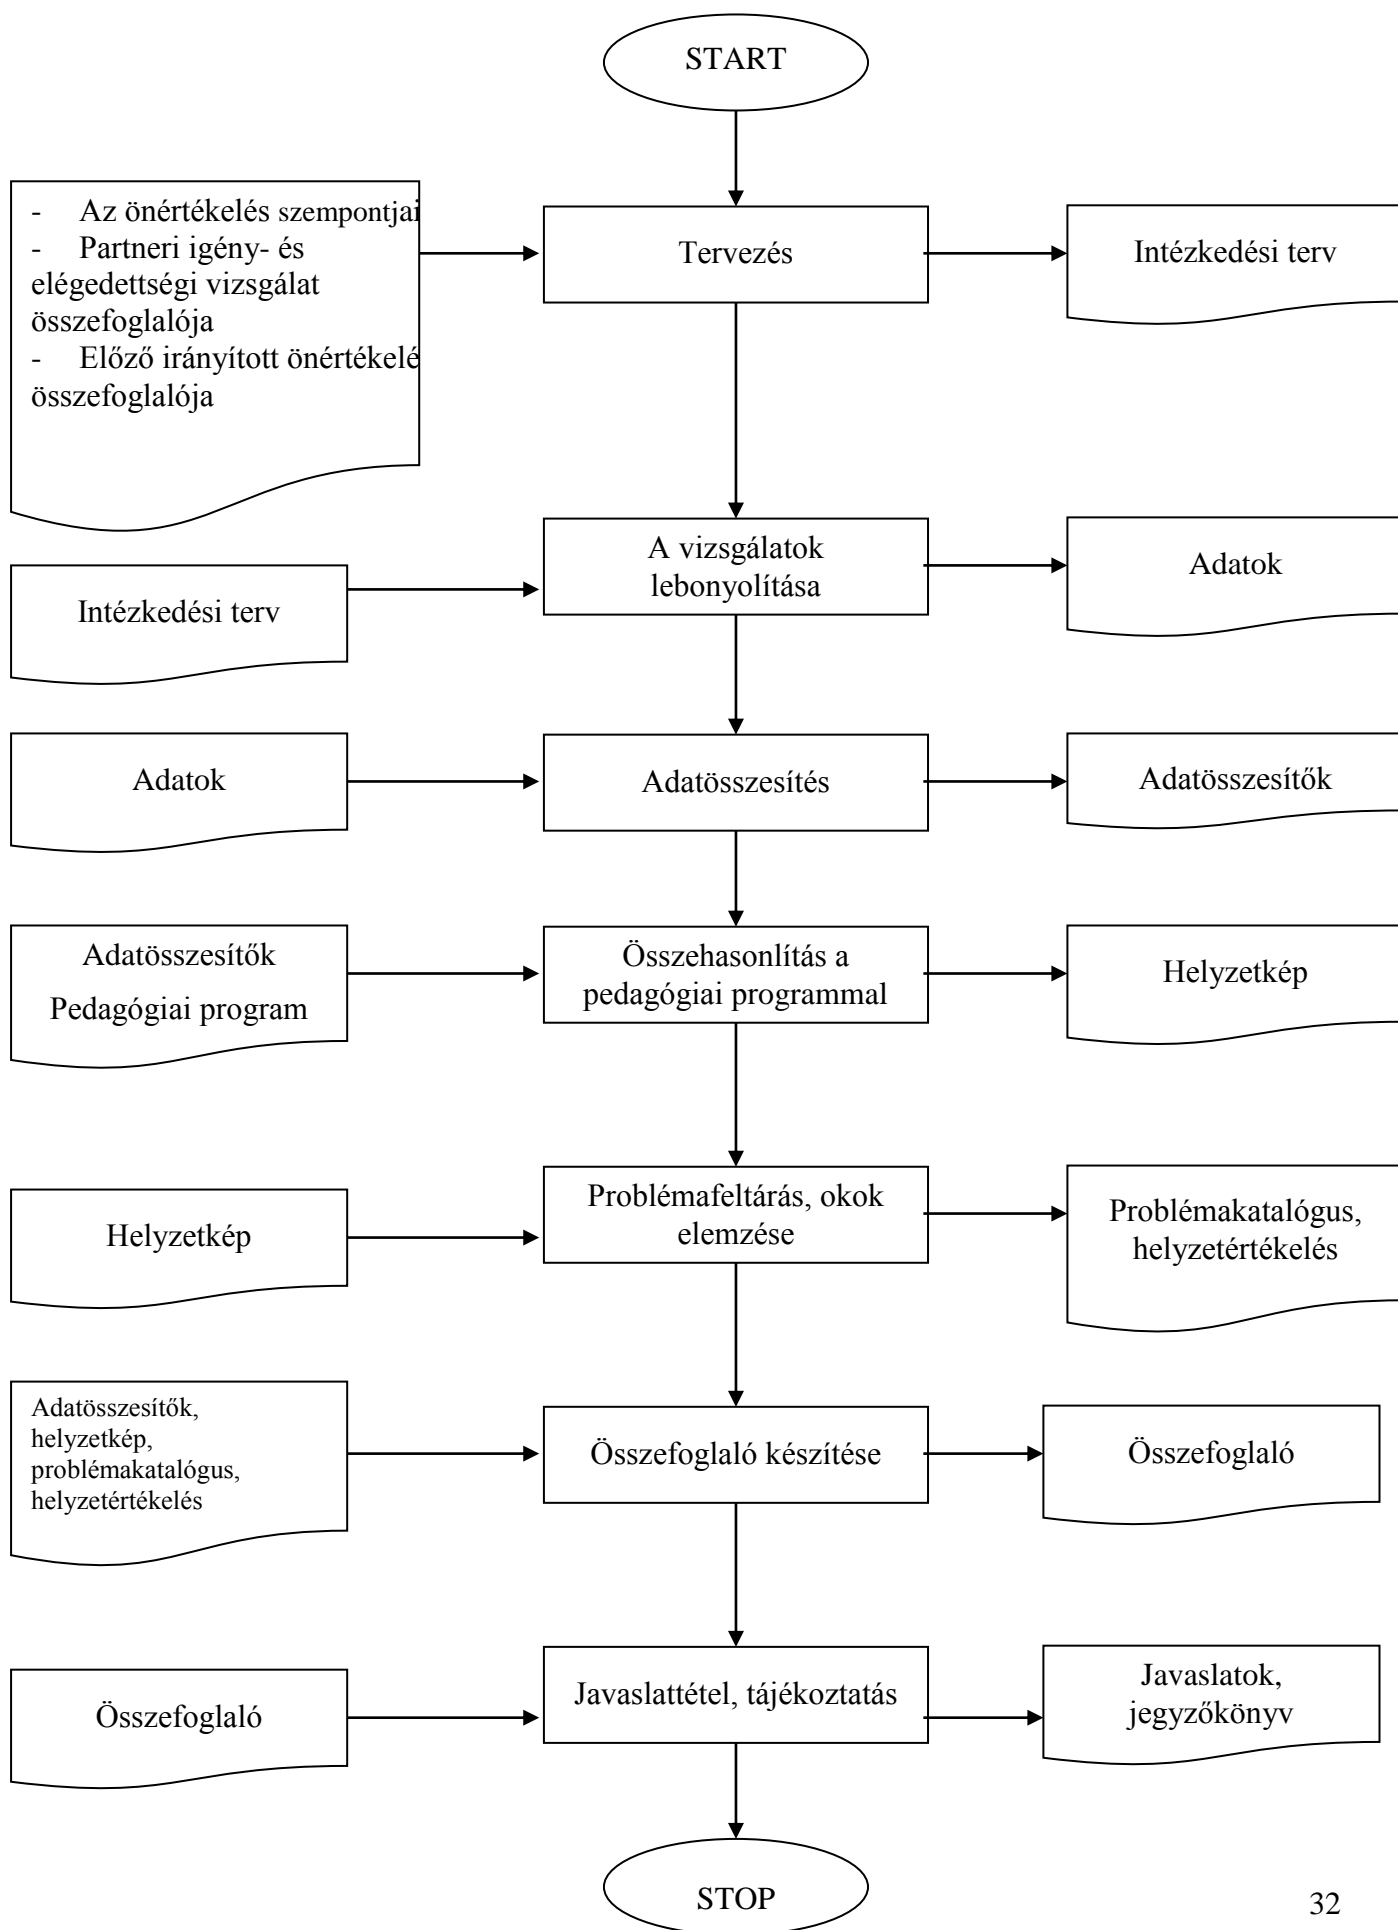 START
- Az önértékelés szempontjai
- Partneri igény- és
elégedettségi vizsgálat
összefoglalója
- Előző irányított önértékelé
összefoglalója
Tervezés
Intézkedési terv
Intézkedési terv
A vizsgálatok
lebonyolítása
Adatok
Adatok
Adatösszesítés
Adatösszesítők
Adatösszesítők
Pedagógiai program
Összehasonlítás a
pedagógiai programmal
Helyzetkép
Helyzetkép
Problémafeltárás, okok
elemzése
Problémakatalógus,
helyzetértékelés
Adatösszesítők,
helyzetkép,
problémakatalógus,
helyzetértékelés
Összefoglaló készítése
Összefoglaló
Összefoglaló
Javaslattétel, tájékoztatás
Javaslatok,
jegyzőkönyv
STOP
32